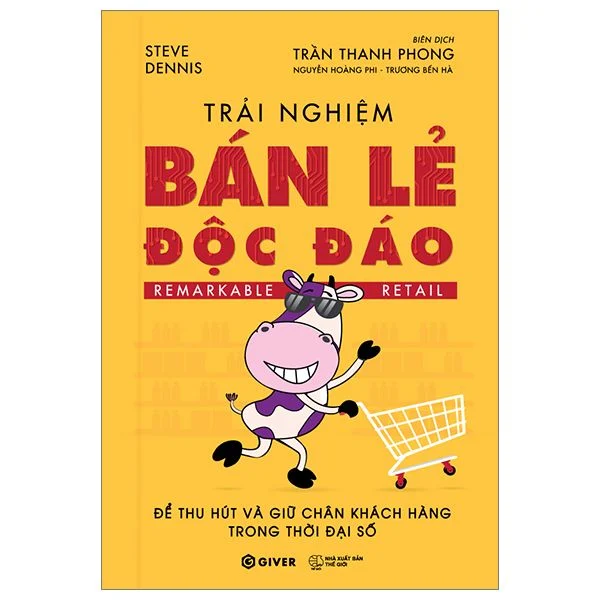 STEVE
DENNIS
BIÊN DỊCH
TRẦN THANH PHONG
NGUYỄN HOÀNG PHI - TRƯƠNG BẾN HÀ
TRẢI NGHIỆM
BÁN LẺ
ĐỘC ĐÁO
REMARKABLE RETAIL
ĐỂ THU HÚT VÀ GIỮ CHÂN KHÁCH HÀNG
TRONG THỜI ĐẠI SỐ
GIVER
NHÀ XUẤT BẢN
THẾ GIỚI